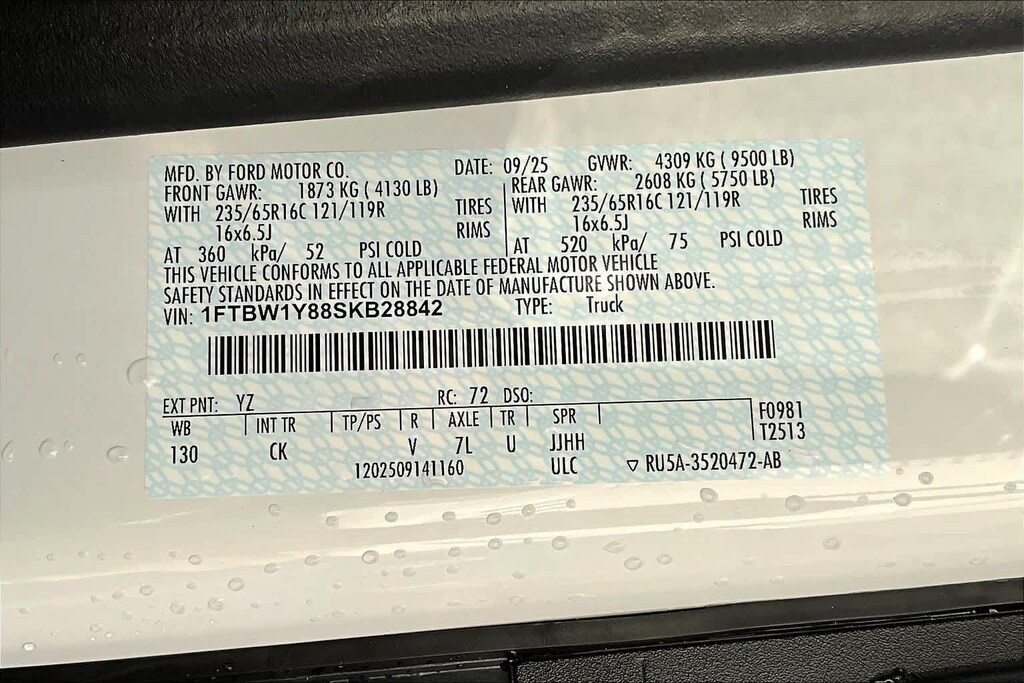 MFD. BY FORD MOTOR CO. DATE: 09/25 GVWR: 4309 KG ( 9500 LB)
FRONT GAWR: 1873 KG ( 4130 LB) REAR GAWR: 2608 KG ( 5750 LB)
WITH 235/65R16C 121/119R TIRES WITH 235/65R16C 121/119R TIRES
16x6.5J RIMS 16x6.5J RIMS
AT 360 kPa/ 52 PSI COLD AT 520 kPa/ 75 PSI COLD
THIS VEHICLE CONFORMS TO ALL APPLICABLE FEDERAL MOTOR VEHICLE
SAFETY STANDARDS IN EFFECT ON THE DATE OF MANUFACTURE SHOWN ABOVE.
VIN: 1FTBW1Y88SKB28842 TYPE: Truck
EXT PNT: YZ RC: 72 DSO:
WB INT TR TP/PS R AXLE TR SPR F0981
130 CK V 7L U JJHH T2513
1202509141160 ULC ▽ RU5A-3520472-AB